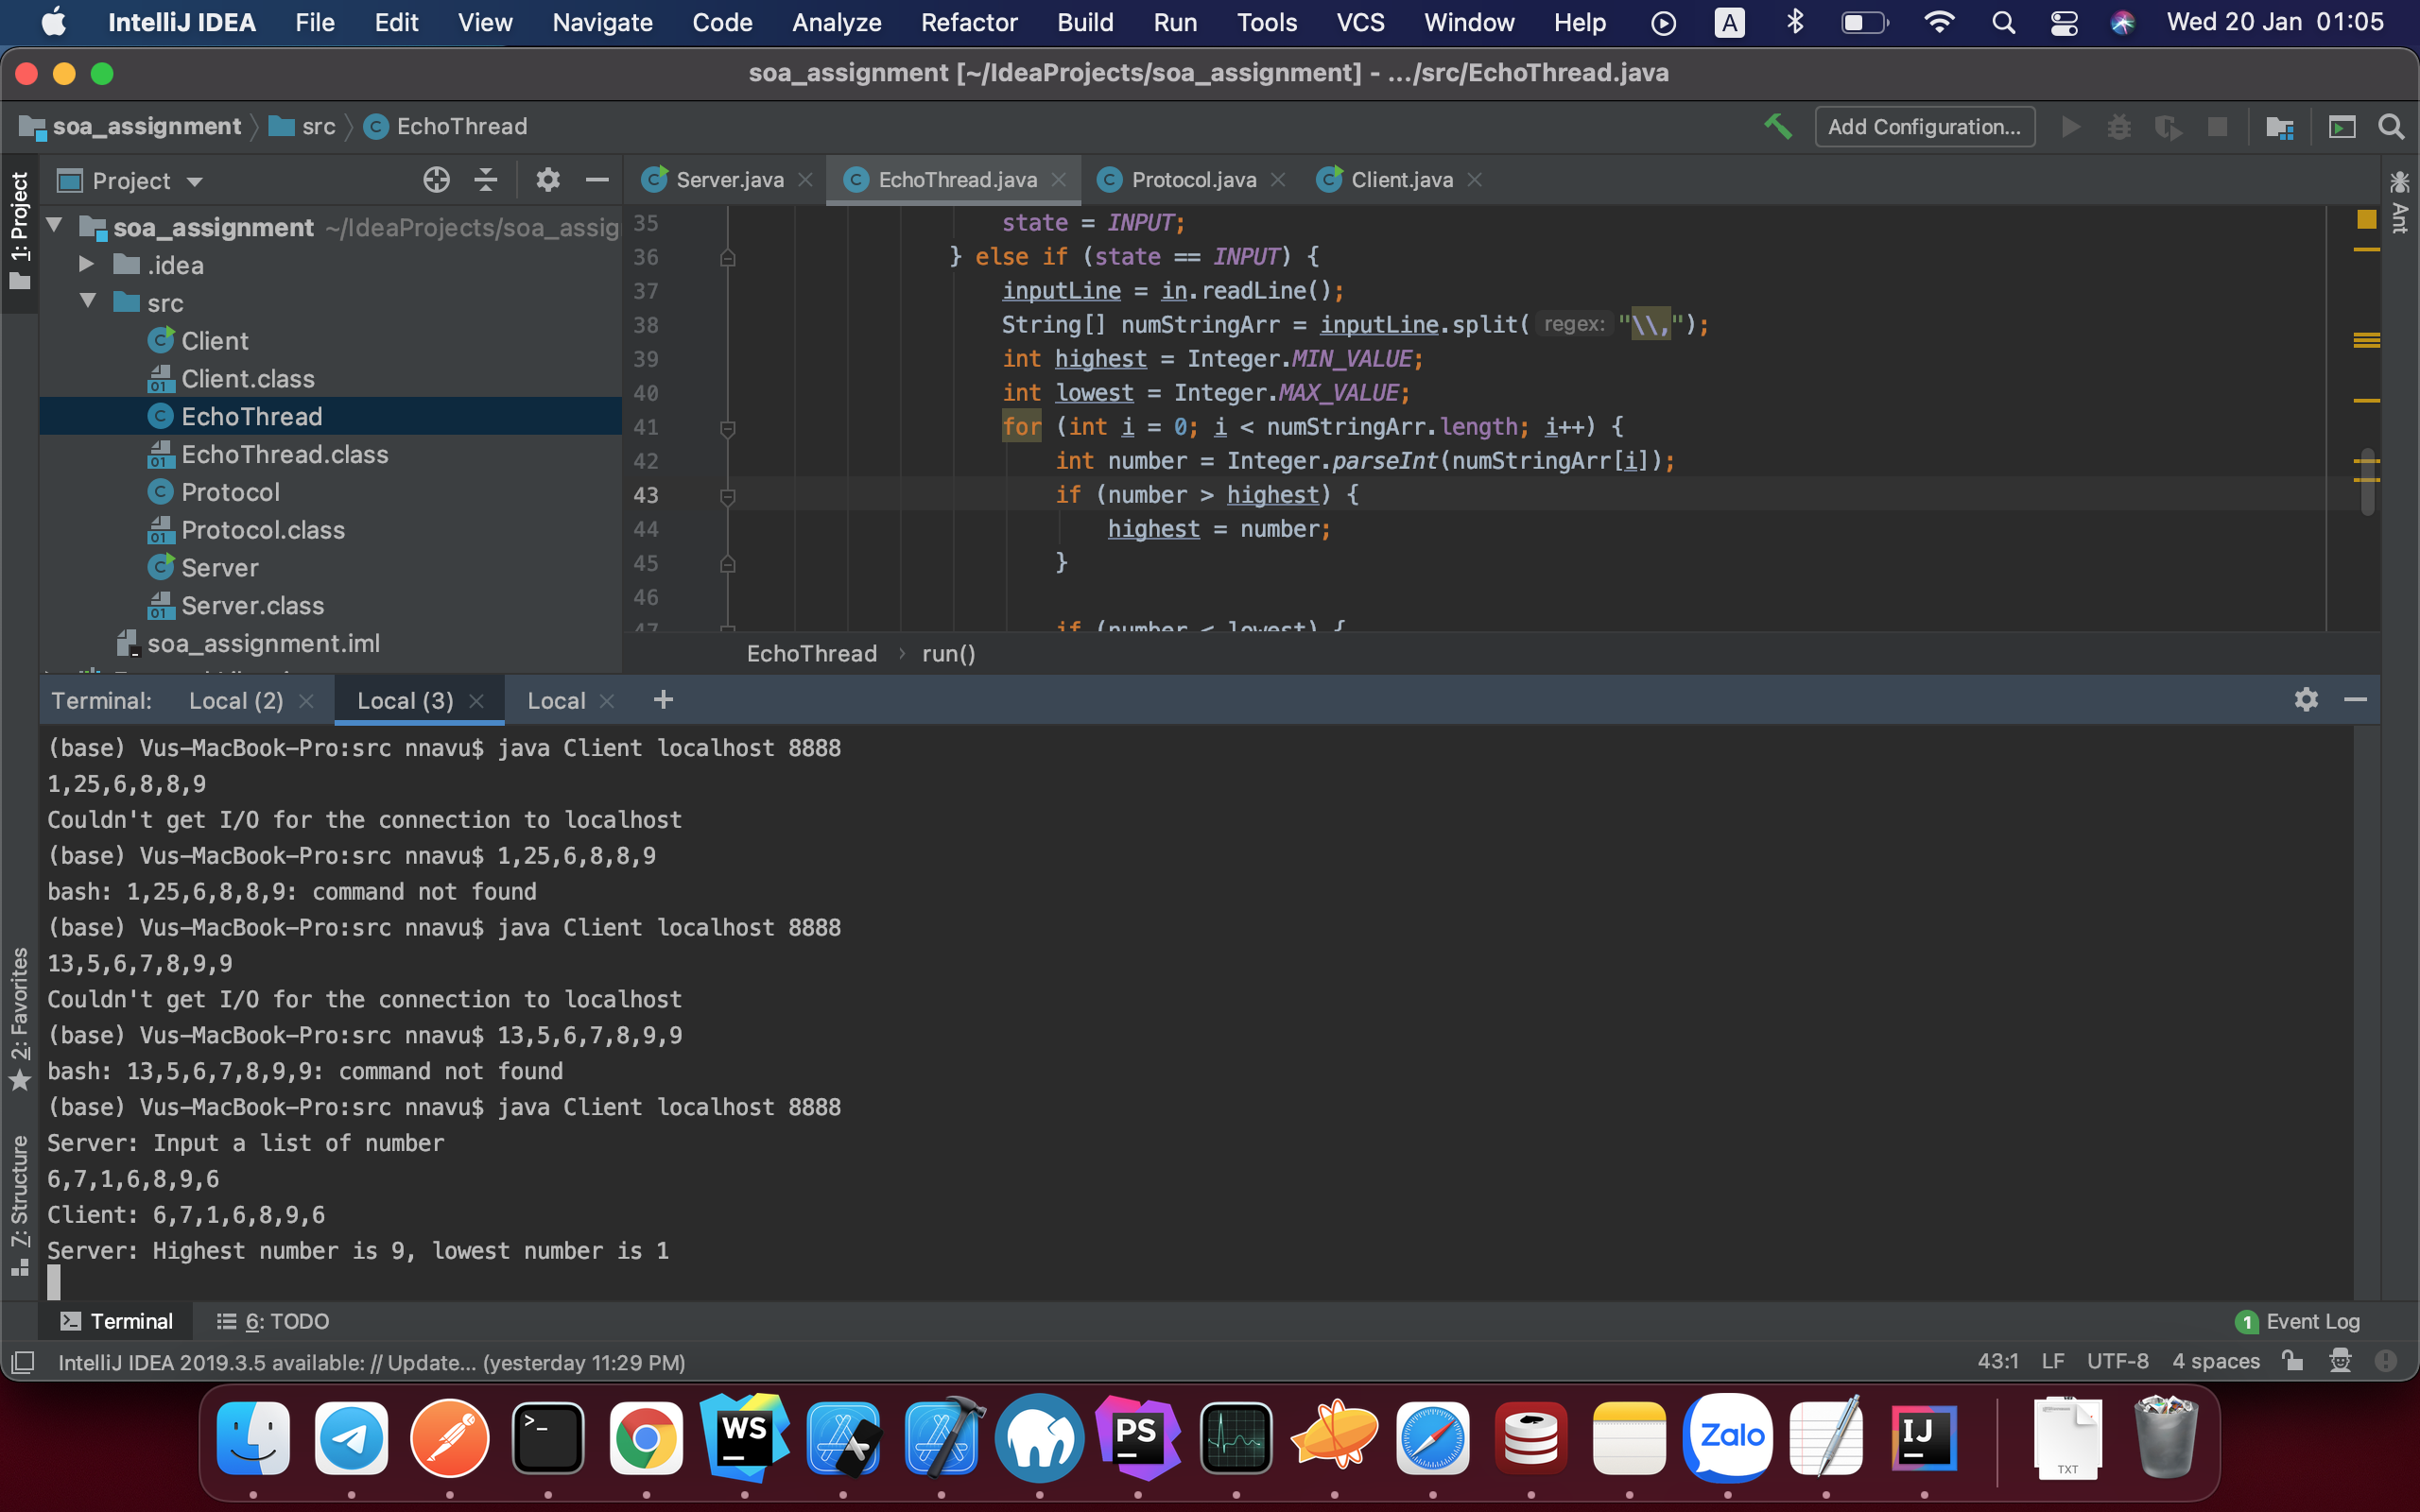 IntelliJ IDEA File Edit View Navigate Code Analyze Refactor Build Run Tools VCS Window Help A Wed 20 Jan 01:05
soa_assignment [~/IdeaProjects/soa_assignment] - .../src/EchoThread.java
soa_assignment src EchoThread Add Configuration...
1: Project
Project
Server.java EchoThread.java Protocol.java Client.java
Ant
soa_assignment ~/IdeaProjects/soa_assig
.idea
src
Client
Client.class
EchoThread
EchoThread.class
Protocol
Protocol.class
Server
Server.class
soa_assignment.iml
35 state = INPUT;
36 } else if (state == INPUT) {
37 inputLine = in.readLine();
38 String[] numStringArr = inputLine.split( regex: "\\,");
39 int highest = Integer.MIN_VALUE;
40 int lowest = Integer.MAX_VALUE;
41 for (int i = 0; i < numStringArr.length; i++) {
42 int number = Integer.parseInt(numStringArr[i]);
43 if (number > highest) {
44 highest = number;
45 }
46
47 if (number < lowest) {
EchoThread › run()
Terminal: Local (2) Local (3) Local +
(base) Vus-MacBook-Pro:src nnavu$ java Client localhost 8888
1,25,6,8,8,9
Couldn't get I/O for the connection to localhost
(base) Vus-MacBook-Pro:src nnavu$ 1,25,6,8,8,9
bash: 1,25,6,8,8,9: command not found
(base) Vus-MacBook-Pro:src nnavu$ java Client localhost 8888
13,5,6,7,8,9,9
Couldn't get I/O for the connection to localhost
(base) Vus-MacBook-Pro:src nnavu$ 13,5,6,7,8,9,9
bash: 13,5,6,7,8,9,9: command not found
(base) Vus-MacBook-Pro:src nnavu$ java Client localhost 8888
Server: Input a list of number
6,7,1,6,8,9,6
Client: 6,7,1,6,8,9,6
Server: Highest number is 9, lowest number is 1
2: Favorites
7: Structure
Terminal 6: TODO 1 Event Log
IntelliJ IDEA 2019.3.5 available: // Update... (yesterday 11:29 PM) 43:1 LF UTF-8 4 spaces
WS PS Zalo IJ TXT